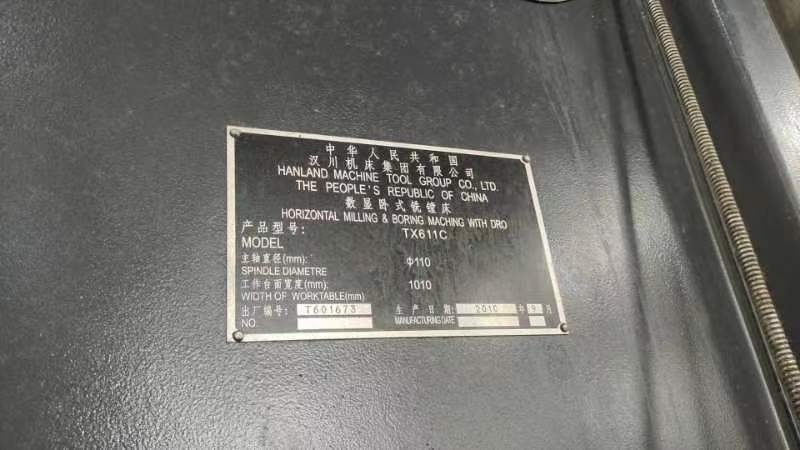 中华人民共和国
汉川机床集团有限公司
HANLAND MACHINE TOOL GROUP CO., LTD.
THE PEOPLE'S REPUBLIC OF CHINA
数显卧式铣镗床
HORIZONTAL MILLING & BORING MACHING WITH DRO
产品型号: TX611C
MODEL
主轴直径(mm): Φ110
SPINDLE DIAMETRE
工作台面宽度(mm): 1010
WIDTH OF WORKTABLE(mm)
出厂编号: T601673 生产日期: 2010 年 9 月
NO. MANUFACTURING DATE